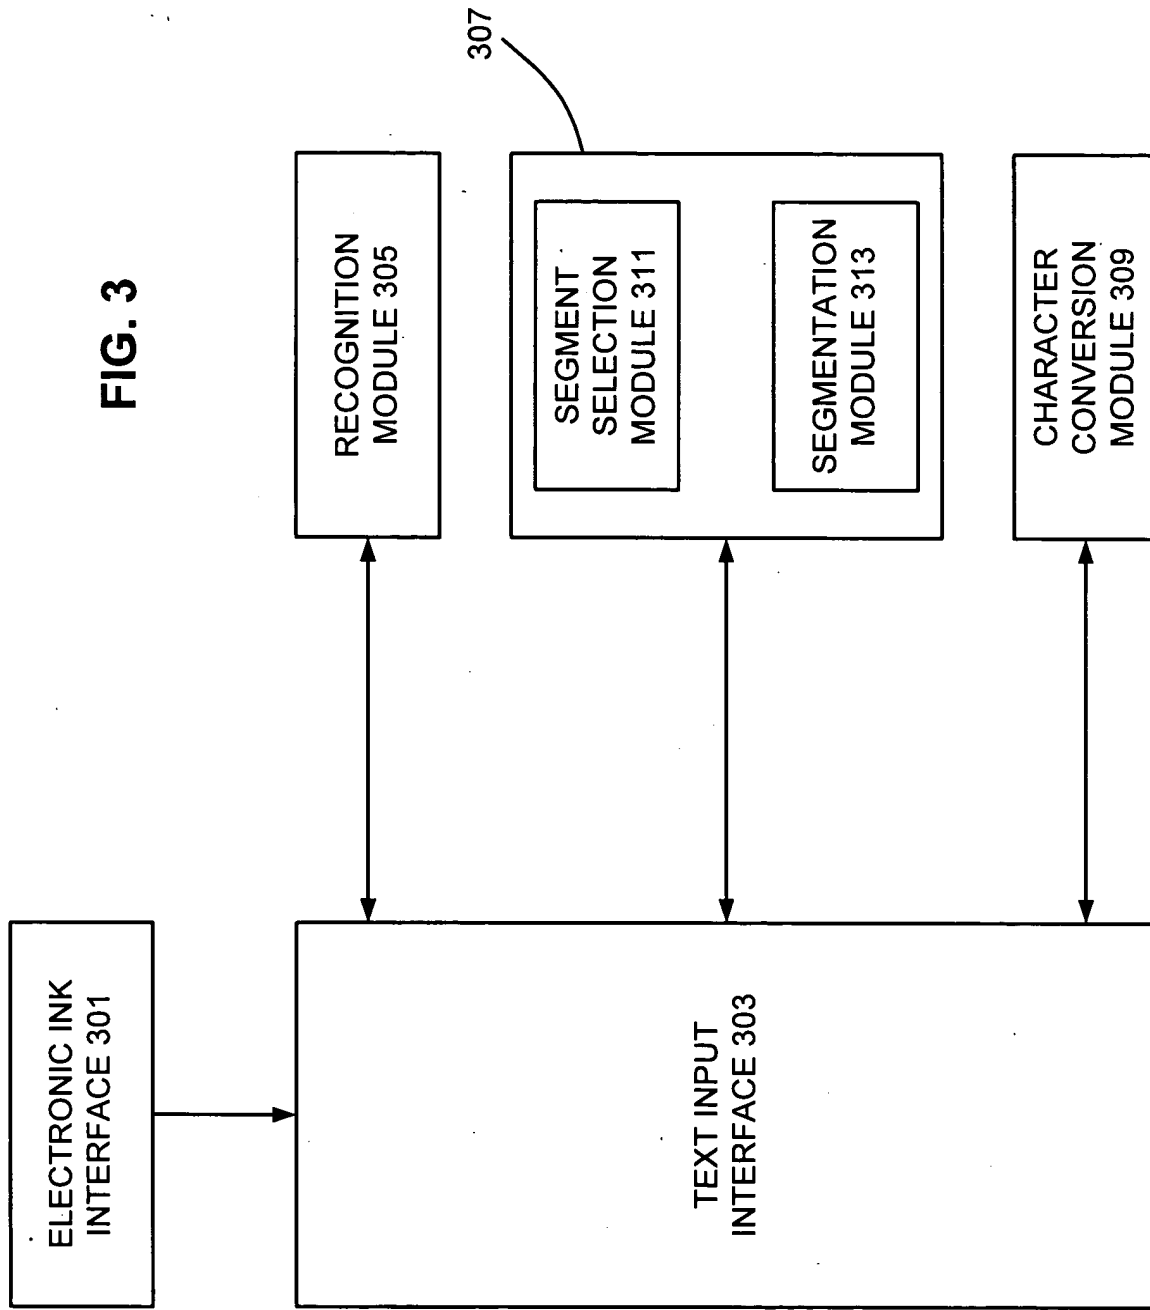 FIG. 3
ELECTRONIC INK
INTERFACE 301
TEXT INPUT
INTERFACE 303
RECOGNITION
MODULE 305
307
SEGMENT
SELECTION
MODULE 311
SEGMENTATION
MODULE 313
CHARACTER
CONVERSION
MODULE 309